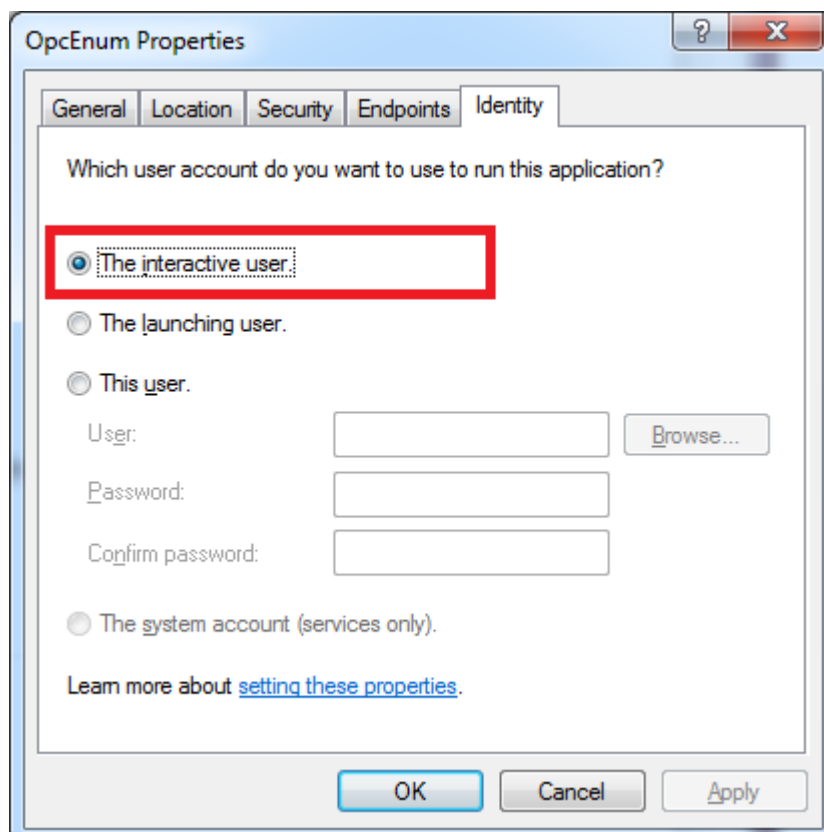 OpcEnum Properties
General Location Security Endpoints Identity
Which user account do you want to use to run this application?
The interactive user.
The launching user.
This user.
User:
Browse...
Password:
Confirm password:
The system account (services only).
Learn more about setting these properties.
OK Cancel Apply